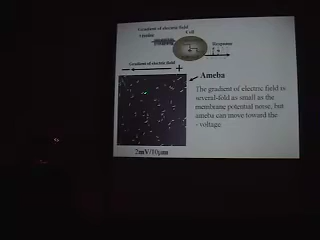 Gradient of electric field
Cell
Response
Gradient of electric field
− +
Ameba
The gradient of electric field is
several-fold as small as the
membrane potential noise, but
ameba can move toward the
- voltage.
2mV/10μm